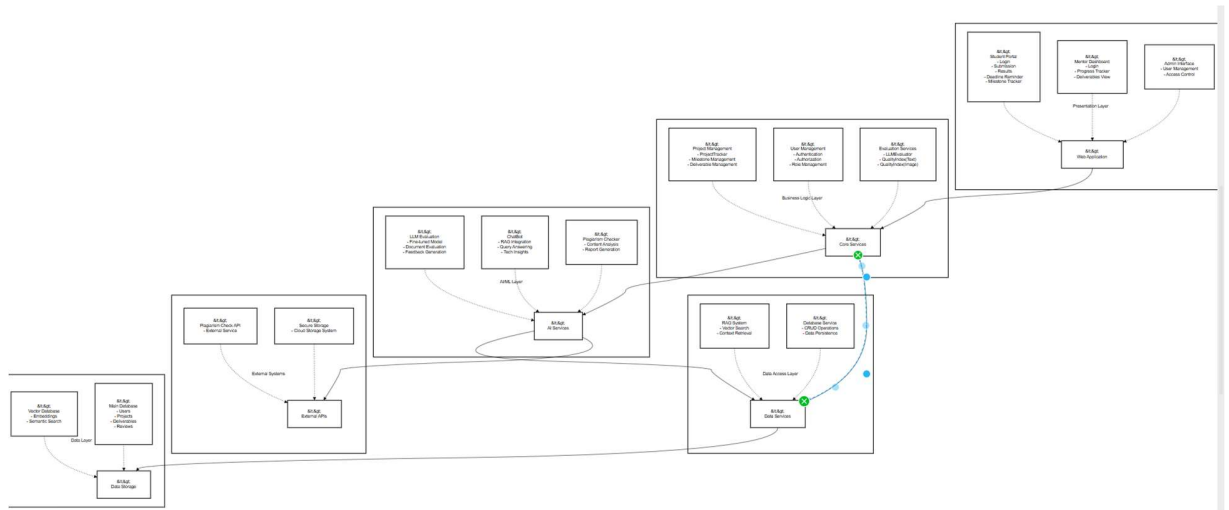 &lt;&gt;
Student Portal
- Login
- Submission
- Results
- Deadline Reminder
- Milestone Tracker
&lt;&gt;
Mentor Dashboard
- Login
- Progress Tracker
- Deliverables View
&lt;&gt;
Admin Interface
- User Management
- Access Control
Presentation Layer
&lt;&gt;
Web Application
&lt;&gt;
Project Management
- ProjectTracker
- Milestone Management
- Deliverable Management
&lt;&gt;
User Management
- Authentication
- Authorization
- Role Management
&lt;&gt;
Evaluation Services
- LLMEvaluator
- QualityIndex(Text)
- QualityIndex(Image)
Business Logic Layer
&lt;&gt;
Core Services
&lt;&gt;
LLM Evaluation
- Fine-tuned Model
- Document Evaluation
- Feedback Generation
&lt;&gt;
ChatBot
- RAG Integration
- Query Answering
- Tech Insights
&lt;&gt;
Plagiarism Checker
- Content Analysis
- Report Generation
AI/ML Layer
&lt;&gt;
AI Services
&lt;&gt;
RAG System
- Vector Search
- Context Retrieval
&lt;&gt;
Database Service
- CRUD Operations
- Data Persistence
Data Access Layer
&lt;&gt;
Data Services
&lt;&gt;
Plagiarism Check API
- External Service
&lt;&gt;
Secure Storage
- Cloud Storage System
External Systems
&lt;&gt;
External APIs
&lt;&gt;
Vector Database
- Embeddings
- Semantic Search
&lt;&gt;
Main Database
- Users
- Projects
- Deliverables
- Reviews
Data Layer
&lt;&gt;
Data Storage